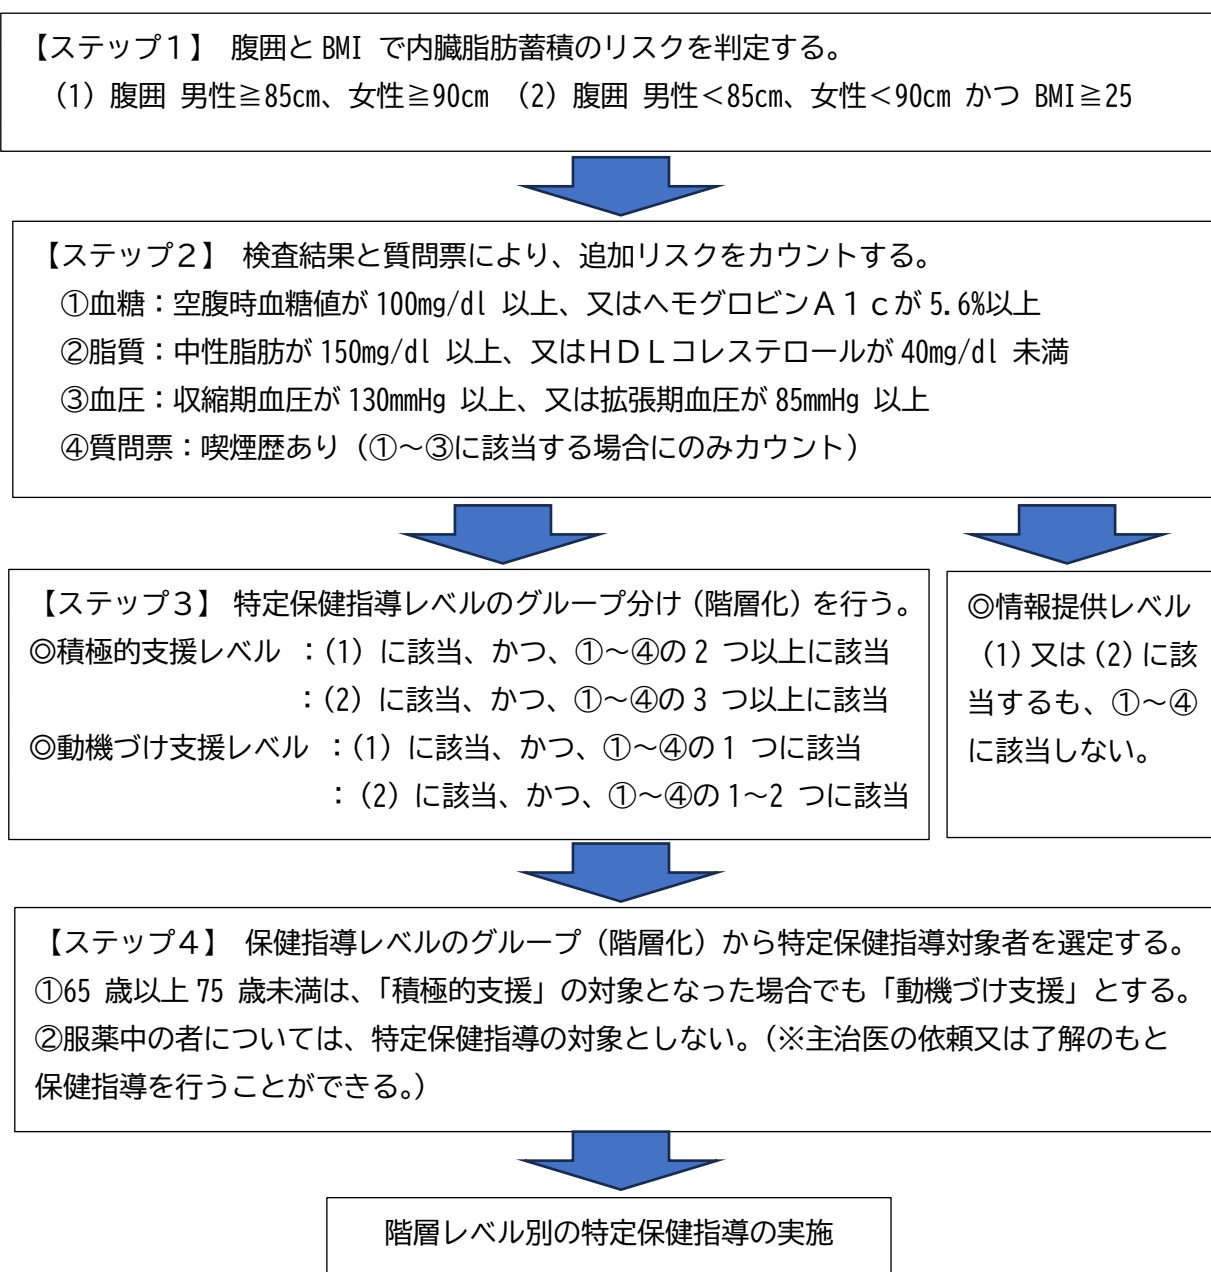 【ステップ１】 腹囲と BMI で内臓脂肪蓄積のリスクを判定する。
(1) 腹囲 男性≧85cm、女性≧90cm (2) 腹囲 男性＜85cm、女性＜90cm かつ BMI≧25
【ステップ２】 検査結果と質問票により、追加リスクをカウントする。
①血糖：空腹時血糖値が 100mg/dl 以上、又はヘモグロビンＡ１ｃが 5.6%以上
②脂質：中性脂肪が 150mg/dl 以上、又はＨＤＬコレステロールが 40mg/dl 未満
③血圧：収縮期血圧が 130mmHg 以上、又は拡張期血圧が 85mmHg 以上
④質問票：喫煙歴あり（①～③に該当する場合にのみカウント）
【ステップ３】 特定保健指導レベルのグループ分け（階層化）を行う。
◎積極的支援レベル ：(1) に該当、かつ、①～④の 2 つ以上に該当
：(2) に該当、かつ、①～④の 3 つ以上に該当
◎動機づけ支援レベル ：(1) に該当、かつ、①～④の 1 つに該当
：(2) に該当、かつ、①～④の 1～2 つに該当
◎情報提供レベル
(1) 又は (2) に該
当するも、①～④
に該当しない。
【ステップ４】 保健指導レベルのグループ（階層化）から特定保健指導対象者を選定する。
①65 歳以上 75 歳未満は、「積極的支援」の対象となった場合でも「動機づけ支援」とする。
②服薬中の者については、特定保健指導の対象としない。（※主治医の依頼又は了解のもと
保健指導を行うことができる。）
階層レベル別の特定保健指導の実施